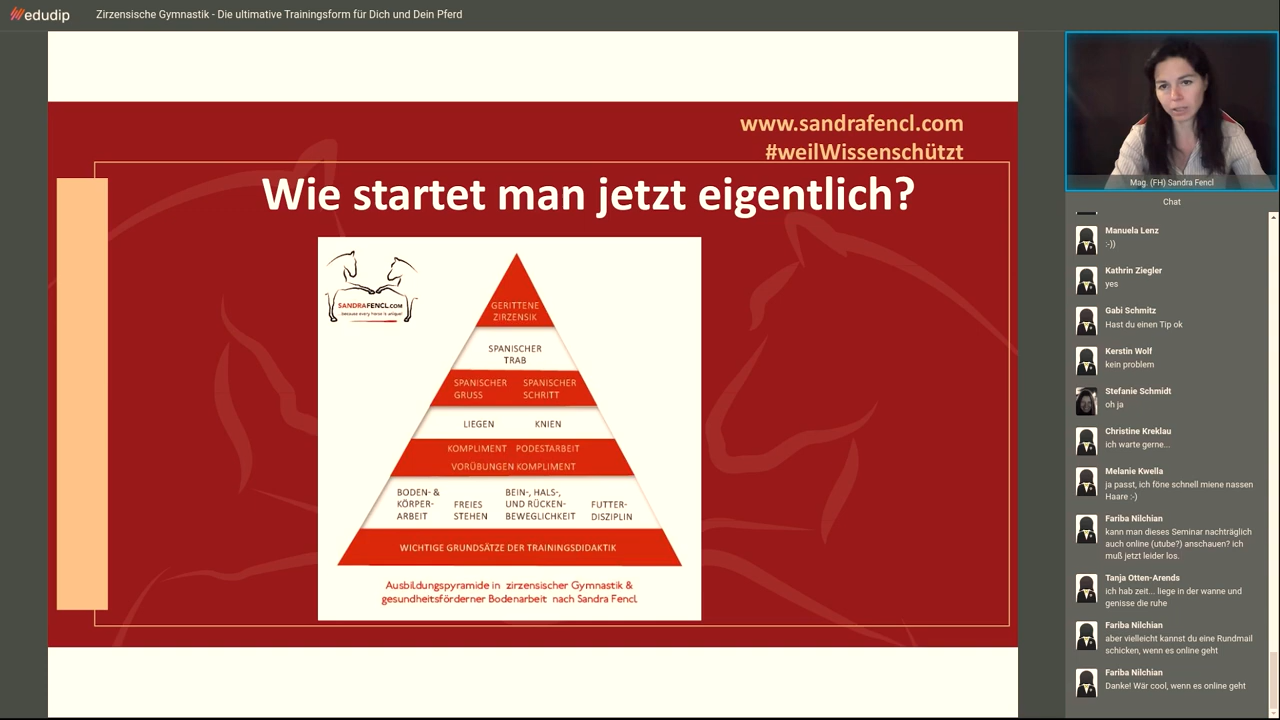 edudip
Zirzensische Gymnastik - Die ultimative Trainingsform für Dich und Dein Pferd
www.sandrafencl.com
#weilWissenschützt
Wie startet man jetzt eigentlich?
SANDRAFENCL.COM
because every horse is unique!
GERITTENE
ZIRZENSIK
SPANISCHER
TRAB
SPANISCHER
GRUSS
SPANISCHER
SCHRITT
LIEGEN
KNIEN
KOMPLIMENT PODESTARBEIT
VORÜBUNGEN KOMPLIMENT
BODEN- &
KÖRPER-
ARBEIT
FREIES
STEHEN
BEIN-, HALS-,
UND RÜCKEN-
BEWEGLICHKEIT
FUTTER-
DISZIPLIN
WICHTIGE GRUNDSÄTZE DER TRAININGSDIDAKTIK
Ausbildungspyramide in zirzensischer Gymnastik &
gesundheitsförderner Bodenarbeit nach Sandra Fencl
Mag. (FH) Sandra Fencl
Chat
Manuela Lenz
:-))
Kathrin Ziegler
yes
Gabi Schmitz
Hast du einen Tip ok
Kerstin Wolf
kein problem
Stefanie Schmidt
oh ja
Christine Kreklau
ich warte gerne...
Melanie Kwella
ja passt, ich föne schnell miene nassen
Haare :-)
Fariba Nilchian
kann man dieses Seminar nachträglich
auch online (utube?) anschauen? ich
muß jetzt leider los.
Tanja Otten-Arends
ich hab zeit... liege in der wanne und
genisse die ruhe
Fariba Nilchian
aber vielleicht kannst du eine Rundmail
schicken, wenn es online geht
Fariba Nilchian
Danke! Wär cool, wenn es online geht